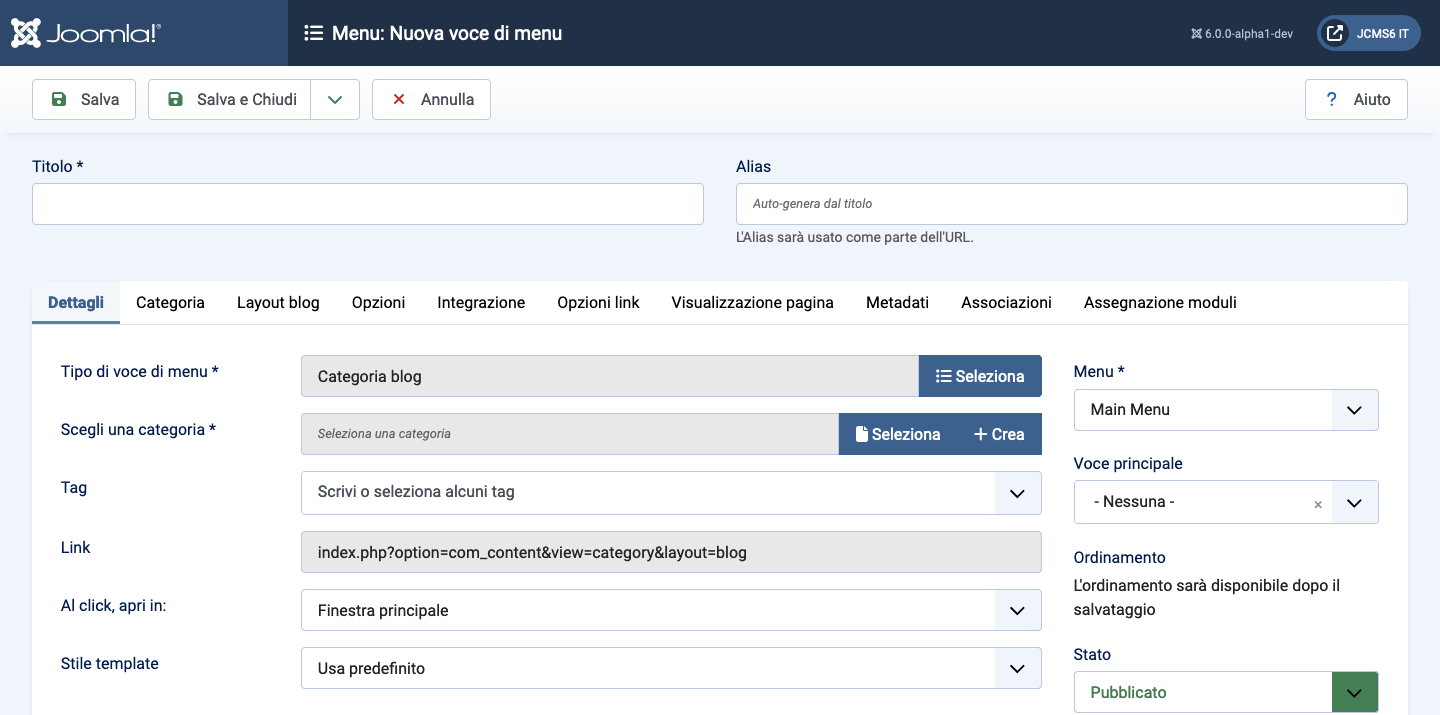 Joomla!®
Menu: Nuova voce di menu
6.0.0-alpha1-dev
JCMS6 IT
Salva
Salva e Chiudi
Annulla
? Aiuto
Titolo *
Alias
Auto-genera dal titolo
L'Alias sarà usato come parte dell'URL.
Dettagli Categoria Layout blog Opzioni Integrazione Opzioni link Visualizzazione pagina Metadati Associazioni Assegnazione moduli
Tipo di voce di menu *
Categoria blog
Seleziona
Scegli una categoria *
Seleziona una categoria
Seleziona
+ Crea
Tag
Scrivi o seleziona alcuni tag
Link
index.php?option=com_content&view=category&layout=blog
Al click, apri in:
Finestra principale
Stile template
Usa predefinito
Menu *
Main Menu
Voce principale
- Nessuna -
×
Ordinamento
L'ordinamento sarà disponibile dopo il
salvataggio
Stato
Pubblicato